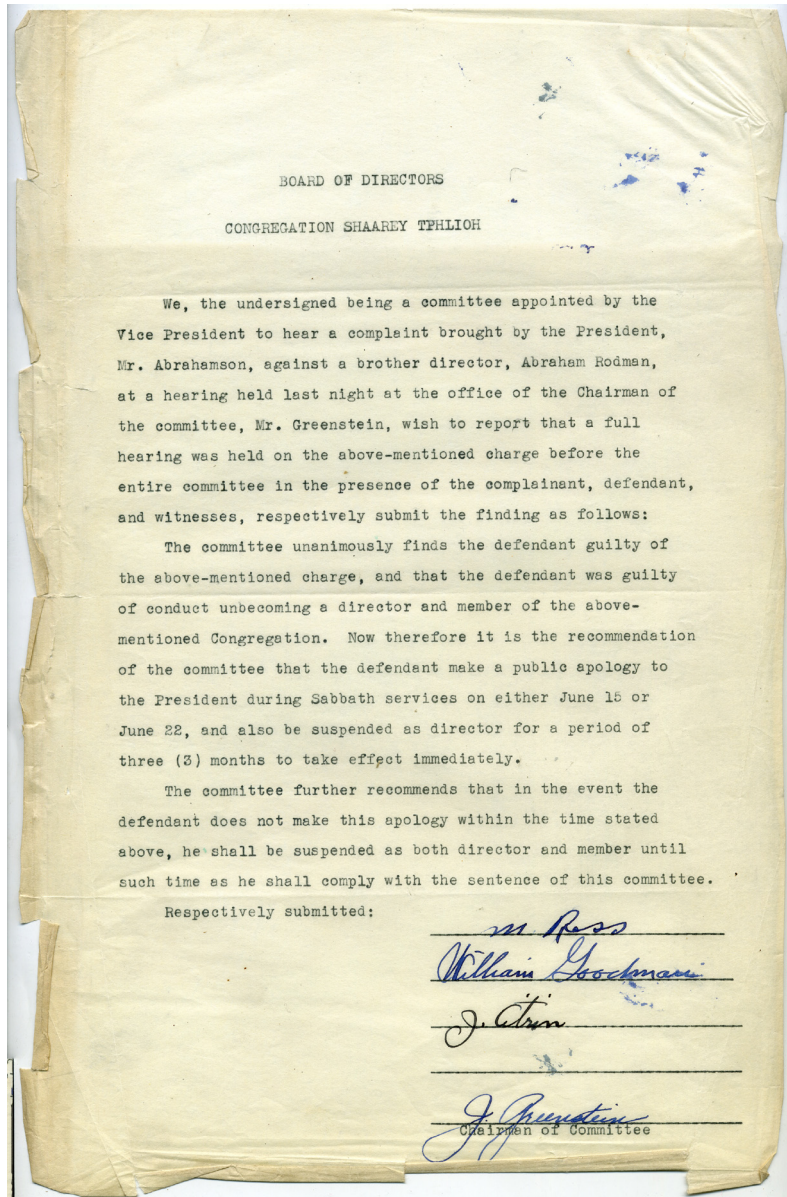 BOARD OF DIRECTORS
CONGREGATION SHAAREY TPHLIOH
We, the undersigned being a committee appointed by the
Vice President to hear a complaint brought by the President,
Mr. Abrahamson, against a brother director, Abraham Rodman,
at a hearing held last night at the office of the Chairman of
the committee, Mr. Greenstein, wish to report that a full
hearing was held on the above-mentioned charge before the
entire committee in the presence of the complainant, defendant,
and witnesses, respectively submit the finding as follows:
The committee unanimously finds the defendant guilty of
the above-mentioned charge, and that the defendant was guilty
of conduct unbecoming a director and member of the above-
mentioned Congregation. Now therefore it is the recommendation
of the committee that the defendant make a public apology to
the President during Sabbath services on either June 15 or
June 22, and also be suspended as director for a period of
three (3) months to take effect immediately.
The committee further recommends that in the event the
defendant does not make this apology within the time stated
above, he shall be suspended as both director and member until
such time as he shall comply with the sentence of this committee.
Respectively submitted:
M. Ress
William Goodman
J. Citrin
J. Greenstein
Chairman of Committee